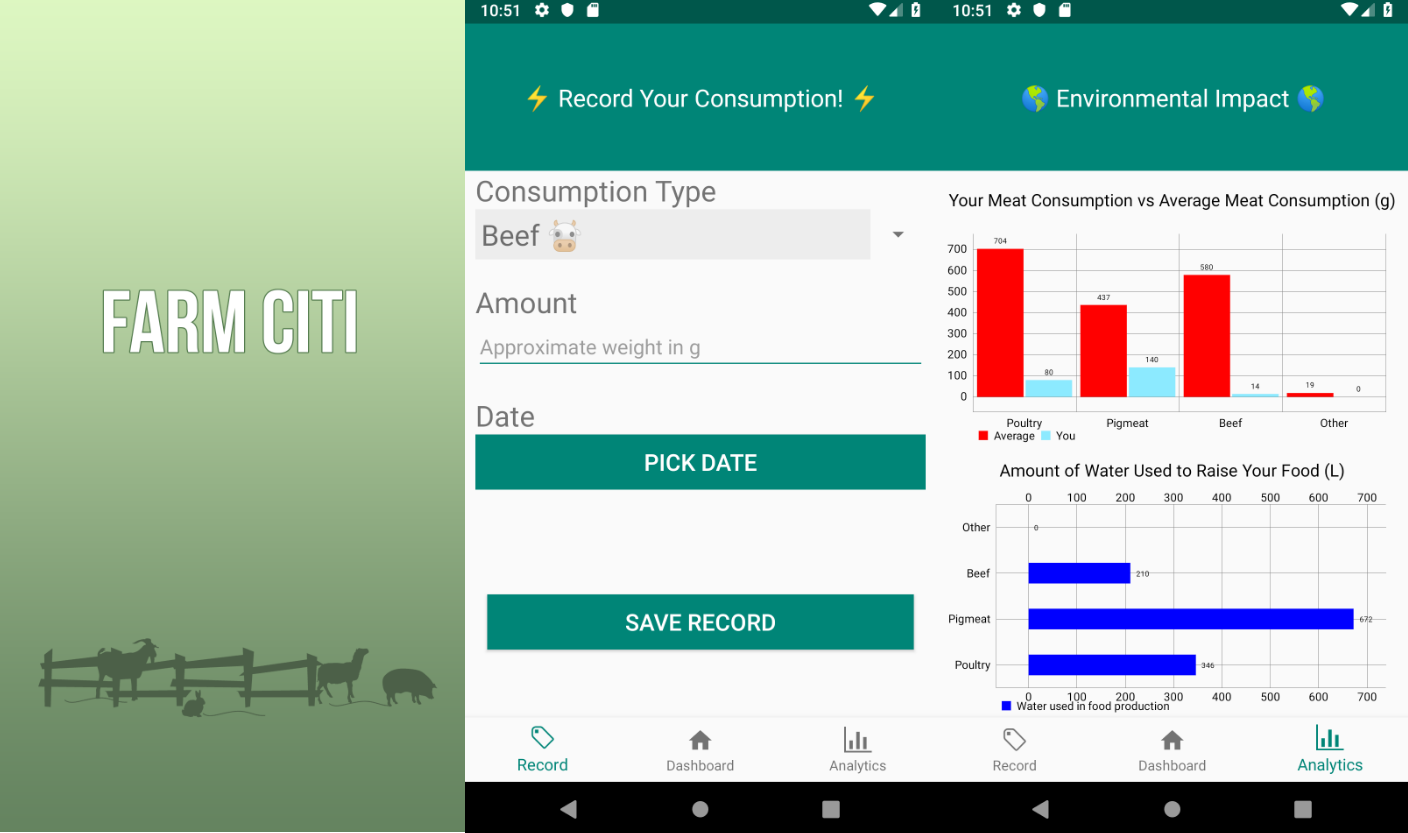 FARM CITI
10:51
⚡ Record Your Consumption! ⚡
Consumption Type
Beef 🐮
Amount
Approximate weight in g
Date
PICK DATE
SAVE RECORD
Record Dashboard Analytics
10:51
🌎 Environmental Impact 🌎
Your Meat Consumption vs Average Meat Consumption (g)
700
600
500
400
300
200
100
0
704
80
437
140
580
14
19
0
Poultry Pigmeat Beef Other
Average You
Amount of Water Used to Raise Your Food (L)
0 100 200 300 400 500 600 700
Other 0
Beef 210
Pigmeat 672
Poultry 346
0 100 200 300 400 500 600 700
Water used in food production
Record Dashboard Analytics